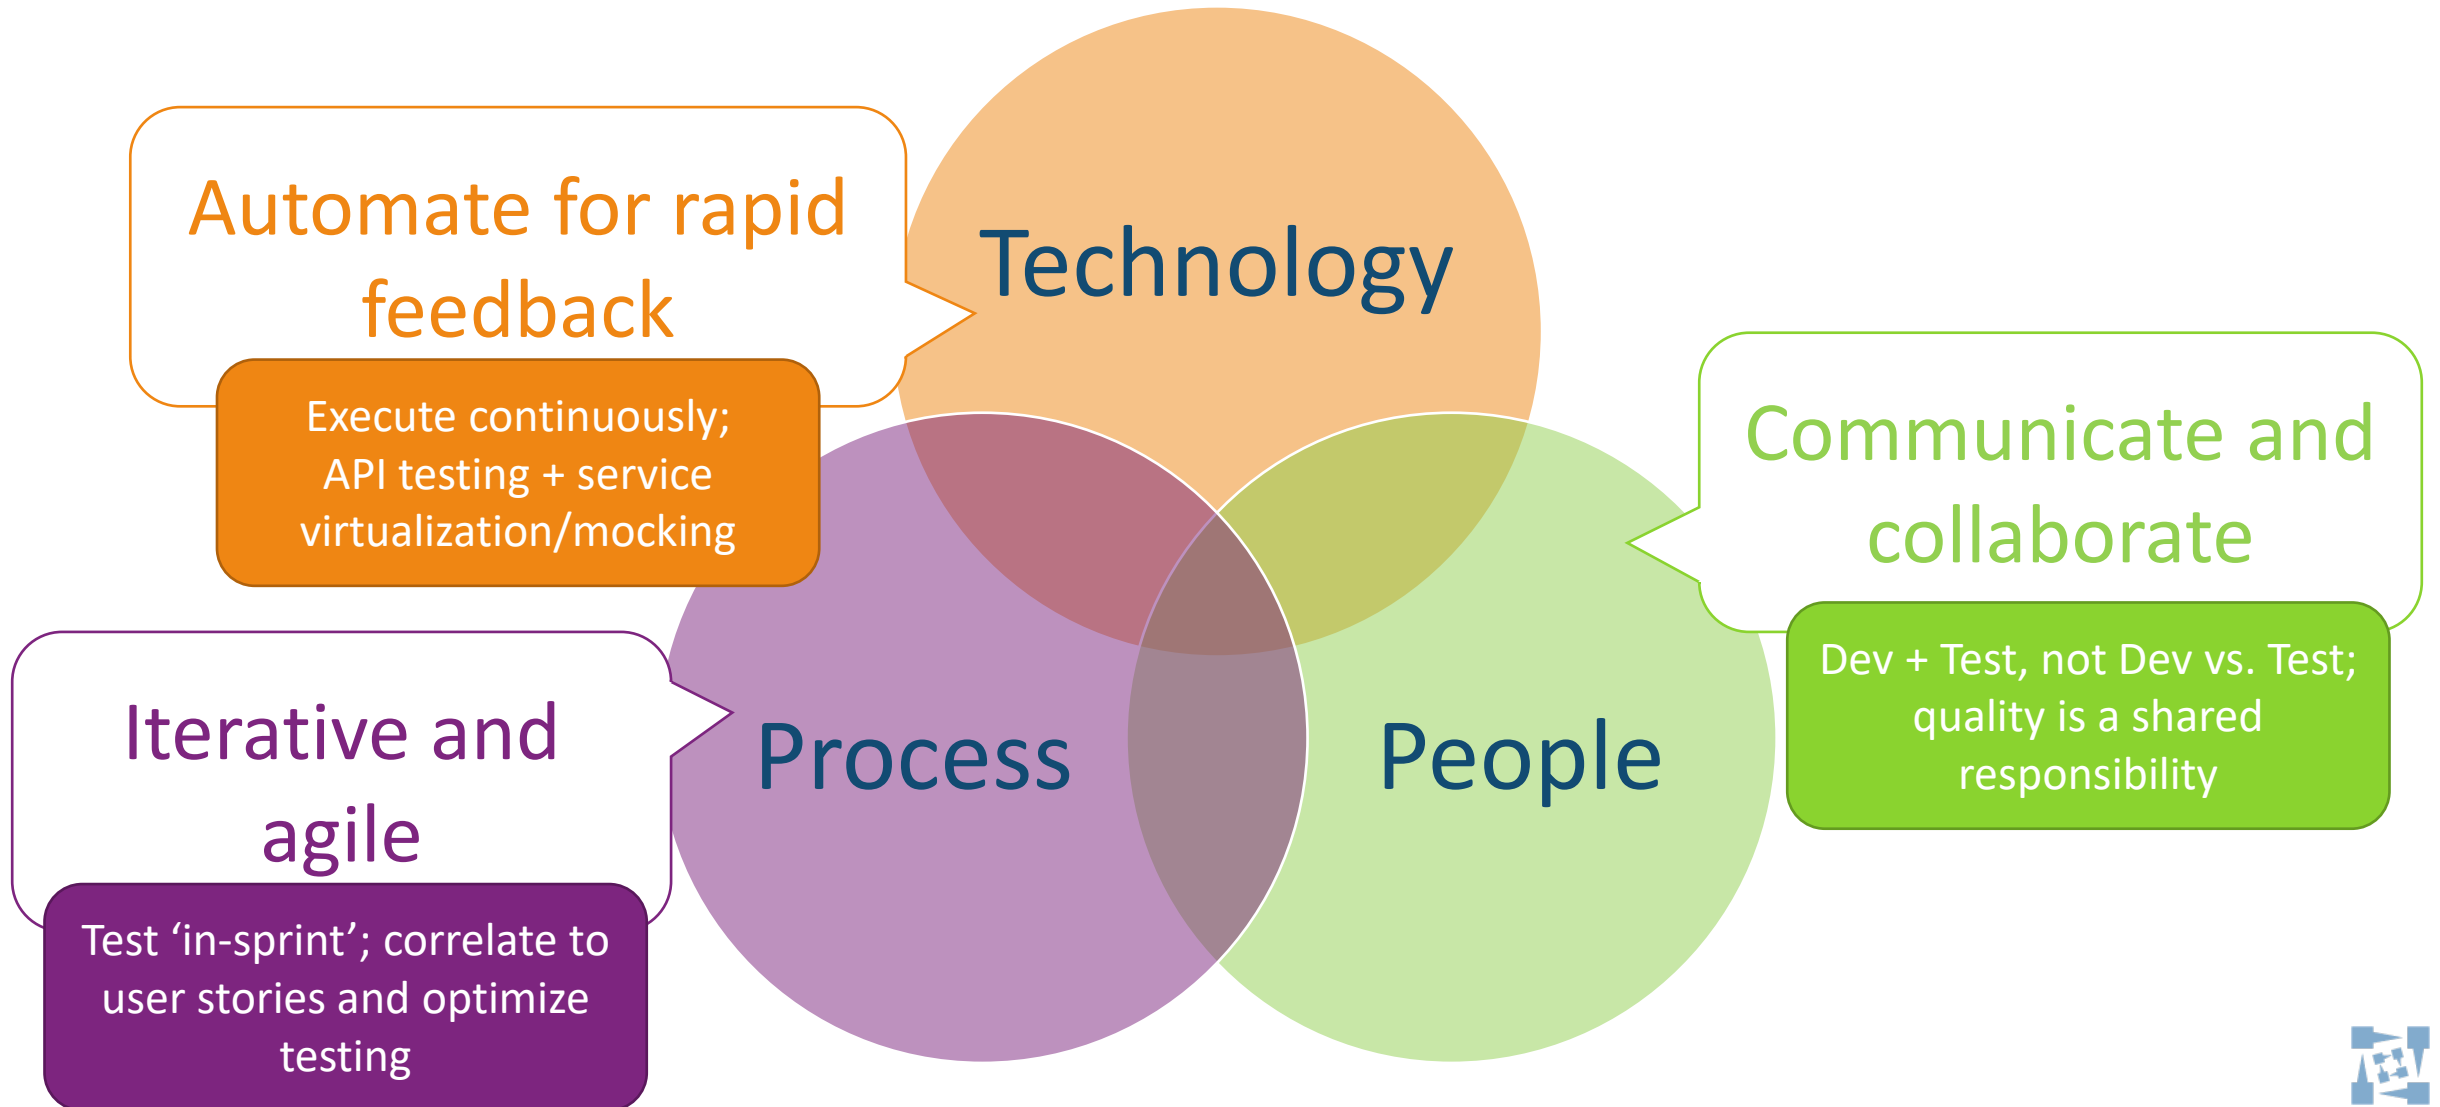 Technology
Automate for rapid
feedback
Execute continuously;
API testing + service
virtualization/mocking
Communicate and
collaborate
Dev + Test, not Dev vs. Test;
quality is a shared
responsibility
People
Process
Iterative and
agile
Test ‘in-sprint’; correlate to
user stories and optimize
testing